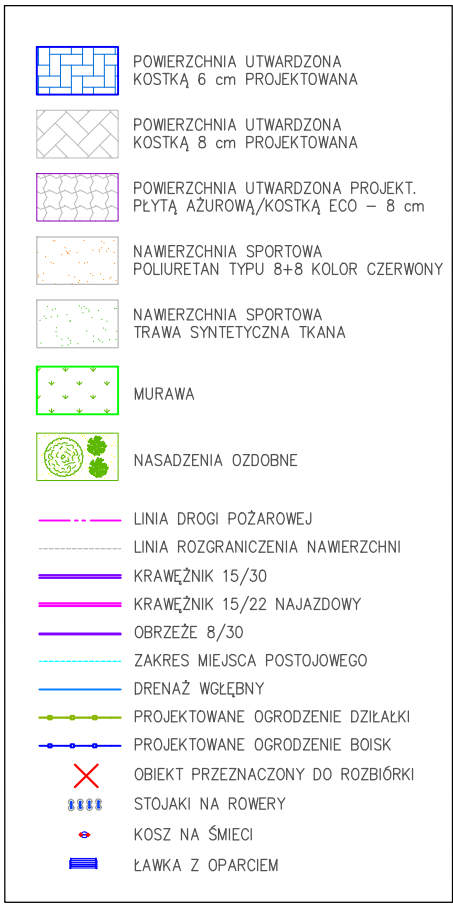 POWIERZCHNIA UTWARDZONA
KOSTKĄ 6 cm PROJEKTOWANA
POWIERZCHNIA UTWARDZONA
KOSTKĄ 8 cm PROJEKTOWANA
POWIERZCHNIA UTWARDZONA PROJEKT.
PŁYTĄ AŻUROWĄ/KOSTKĄ ECO – 8 cm
NAWIERZCHNIA SPORTOWA
POLIURETAN TYPU 8+8 KOLOR CZERWONY
NAWIERZCHNIA SPORTOWA
TRAWA SYNTETYCZNA TKANA
MURAWA
NASADZENIA OZDOBNE
LINIA DROGI POŻAROWEJ
LINIA ROZGRANICZENIA NAWIERZCHNI
KRAWĘŻNIK 15/30
KRAWĘŻNIK 15/22 NAJAZDOWY
OBRZEŻE 8/30
ZAKRES MIEJSCA POSTOJOWEGO
DRENAŻ WGŁĘBNY
PROJEKTOWANE OGRODZENIE DZIŁAŁKI
PROJEKTOWANE OGRODZENIE BOISK
OBIEKT PRZEZNACZONY DO ROZBIÓRKI
STOJAKI NA ROWERY
KOSZ NA ŚMIECI
ŁAWKA Z OPARCIEM